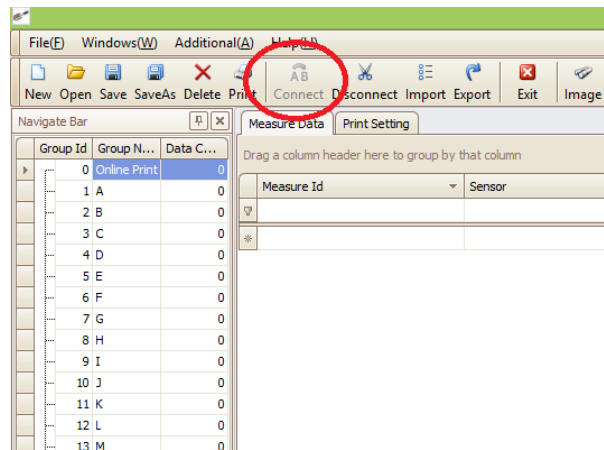 File(F) Windows(W) Additional(A) Help(H)
AB
New Open Save SaveAs Delete Print Connect Disconnect Import Export Exit Image
Navigate Bar
Measure Data Print Setting
Group Id Group N... Data C...
Drag a column header here to group by that column
Measure Id Sensor
0 Online Print 0
1 A 0
2 B 0
3 C 0
4 D 0
5 E 0
6 F 0
7 G 0
8 H 0
9 I 0
10 J 0
11 K 0
12 L 0
13 M 0